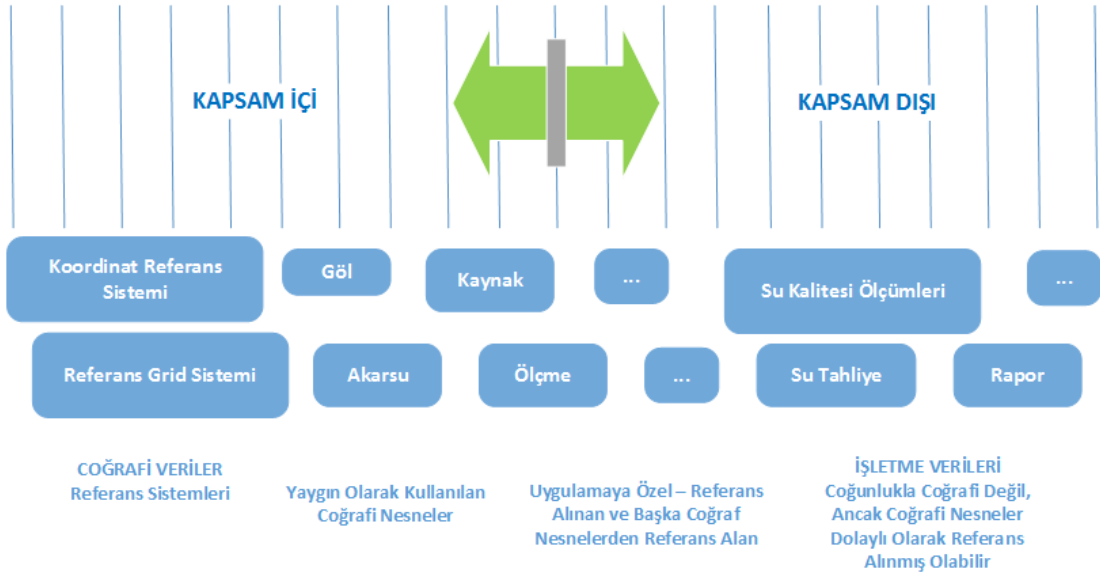 KAPSAM İÇİ
KAPSAM DIŞI
Koordinat Referans
Sistemi
Göl
Kaynak
...
Su Kalitesi Ölçümleri
...
Referans Grid Sistemi
Akarsu
Ölçme
...
Su Tahliye
Rapor
COĞRAFİ VERİLER
Referans Sistemleri
Yaygın Olarak Kullanılan
Coğrafi Nesneler
Uygulamaya Özel – Referans
Alınan ve Başka Coğraf
Nesnelerden Referans Alan
İŞLETME VERİLERİ
Coğunlukla Coğrafi Değil,
Ancak Coğrafi Nesneler
Dolaylı Olarak Referans
Alınmış Olabilir